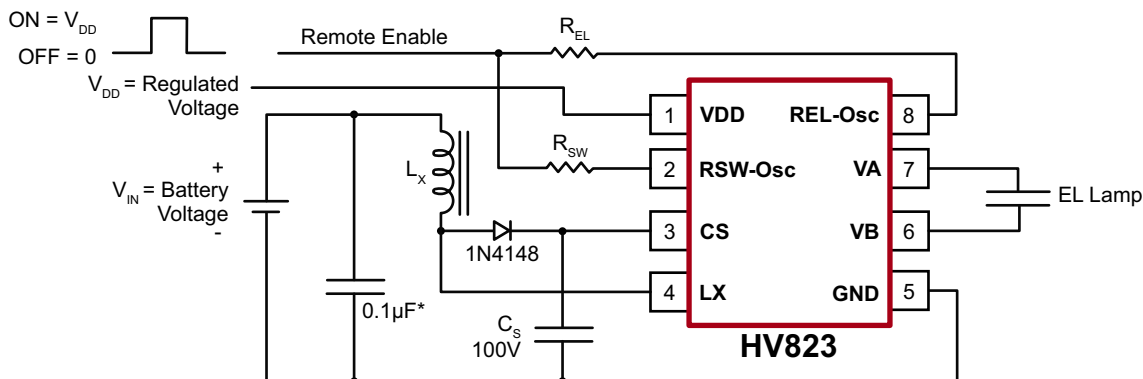 ON = VDD
OFF = 0
Remote Enable
REL
VDD = Regulated
Voltage
1
VDD
REL-Osc
8
RSW
LX
2
RSW-Osc
VA
7
+
VIN = Battery
Voltage
-
EL Lamp
3
CS
VB
6
1N4148
0.1µF*
4
LX
GND
5
CS
100V
HV823